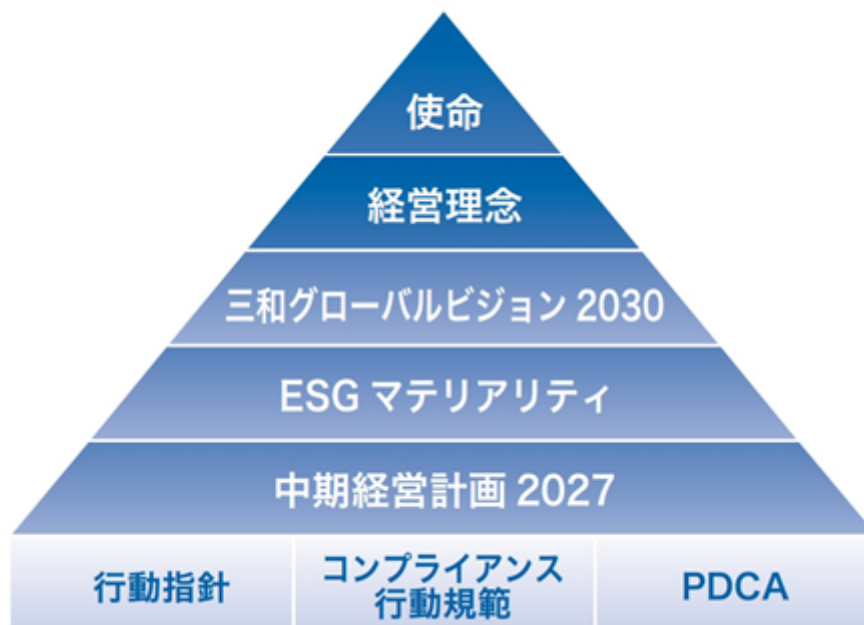 使命
経営理念
三和グローバルビジョン 2030
ESG マテリアリティ
中期経営計画 2027
行動指針
コンプライアンス
行動規範
PDCA